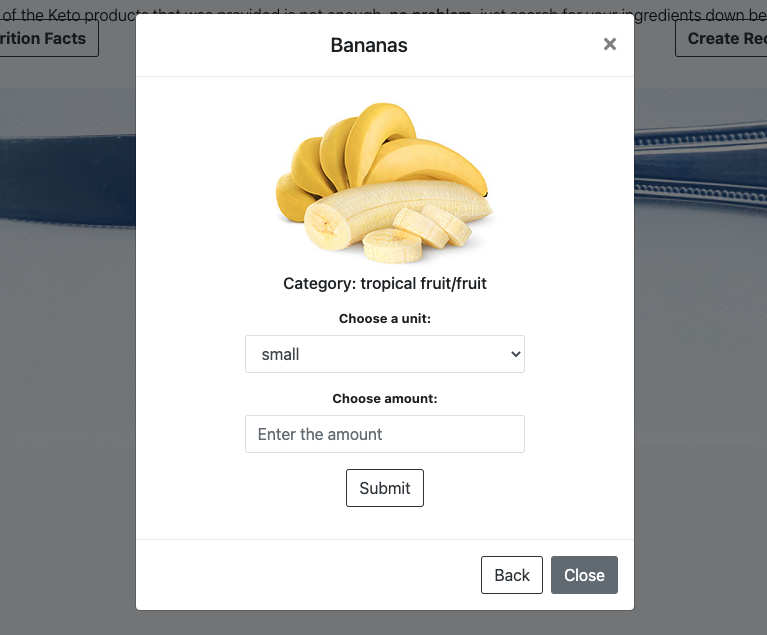 of the Keto products that was provided is not enough, no problem, just search for your ingredients down be
rition Facts
Create Rec
Bananas
×
Category: tropical fruit/fruit
Choose a unit:
small
Choose amount:
Enter the amount
Submit
Back
Close